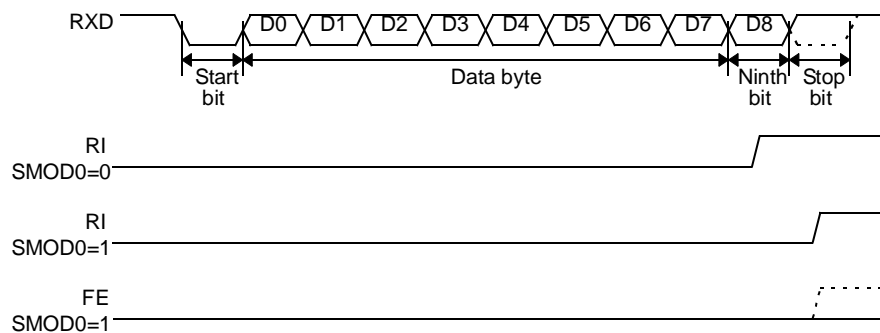 RXD D0 D1 D2 D3 D4 D5 D6 D7 D8
Start bit
Data byte
Ninth bit
Stop bit
RI
SMOD0=0
RI
SMOD0=1
FE
SMOD0=1